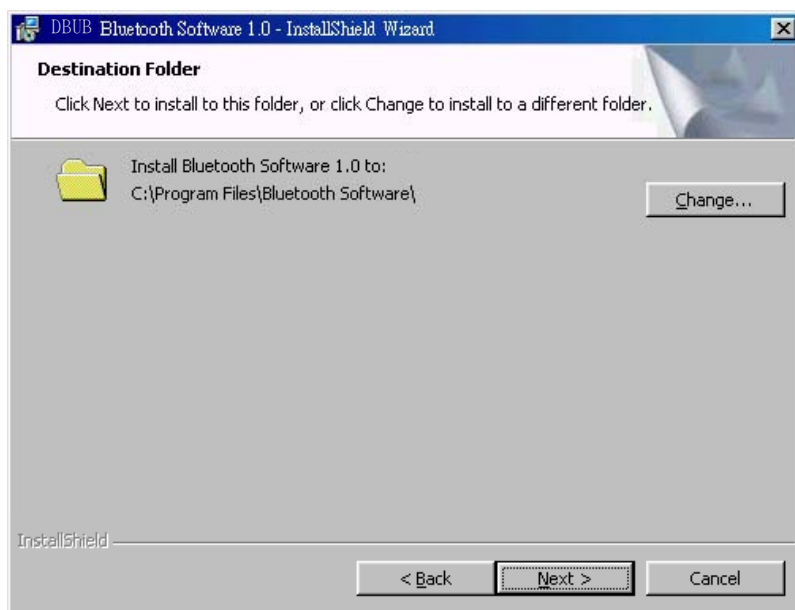 DBUB Bluetooth Software 1.0 - InstallShield Wizard
Destination Folder
Click Next to install to this folder, or click Change to install to a different folder.
Install Bluetooth Software 1.0 to:
C:\Program Files\Bluetooth Software\
Change...
InstallShield
< Back
Next >
Cancel